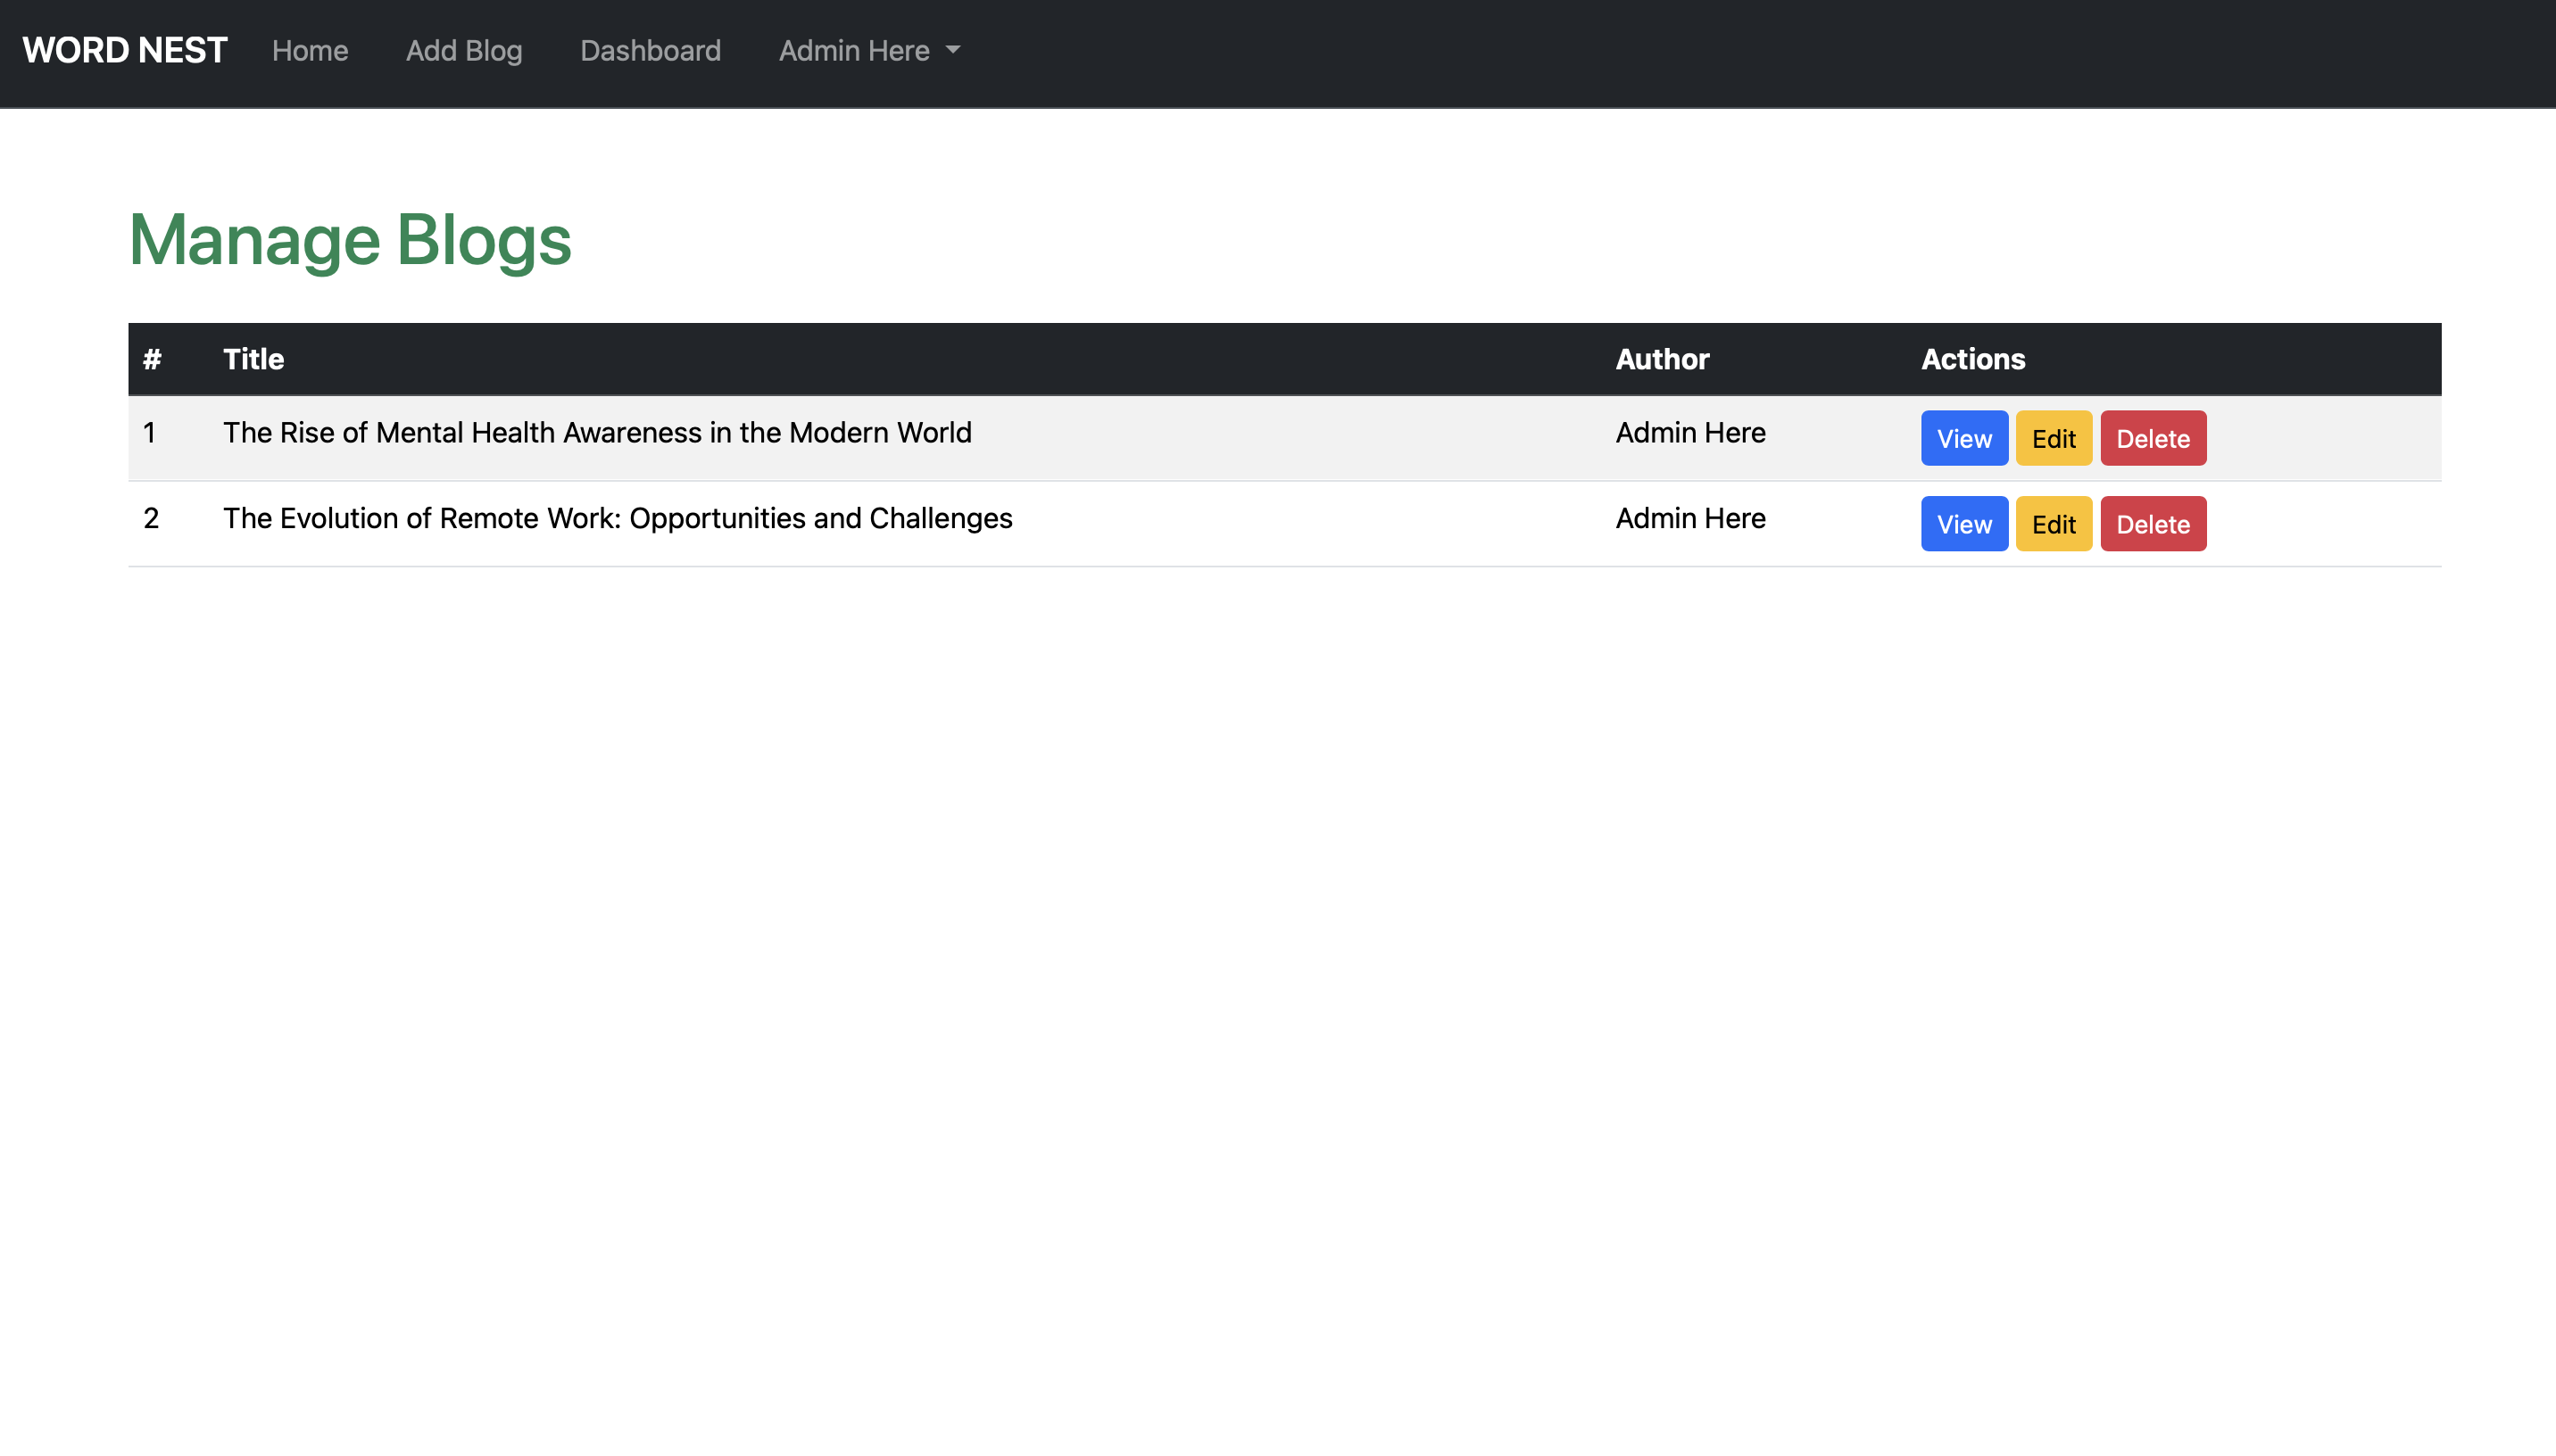 WORD NEST Home Add Blog Dashboard Admin Here
Manage Blogs
# Title Author Actions
1 The Rise of Mental Health Awareness in the Modern World Admin Here View Edit Delete
2 The Evolution of Remote Work: Opportunities and Challenges Admin Here View Edit Delete